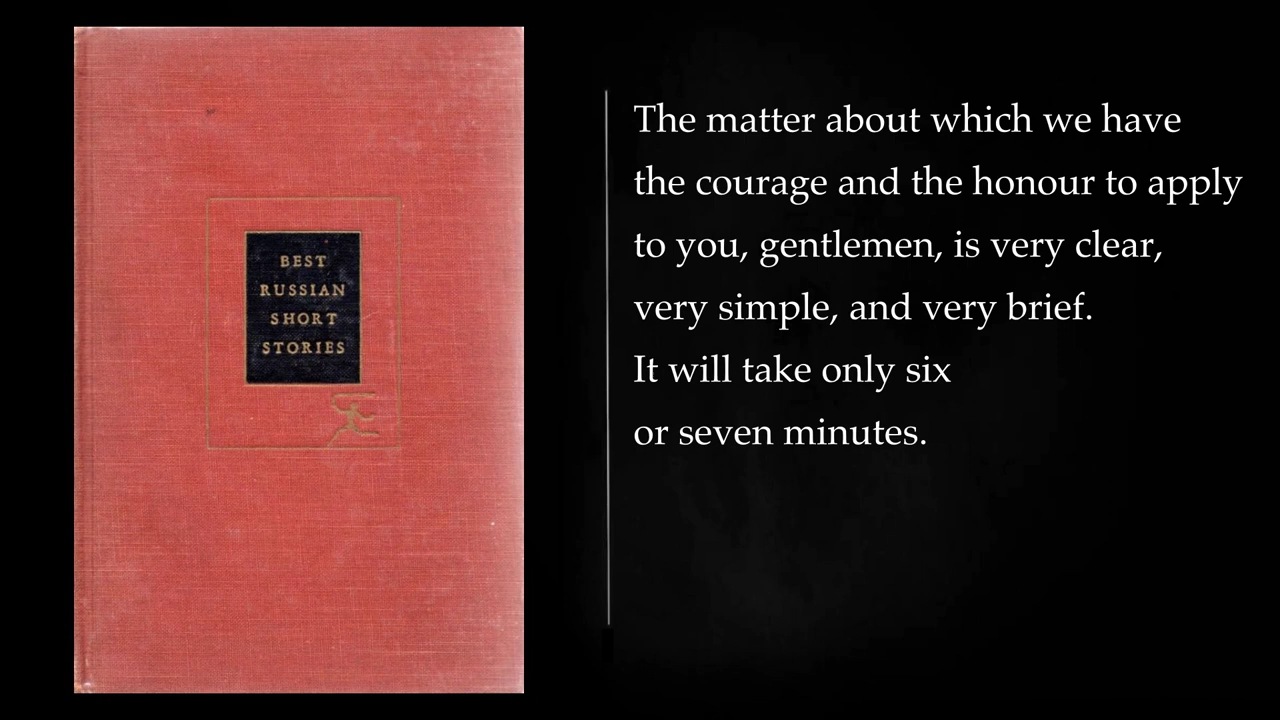 BEST
RUSSIAN
SHORT
STORIES
The matter about which we have
the courage and the honour to apply
to you, gentlemen, is very clear,
very simple, and very brief.
It will take only six
or seven minutes.